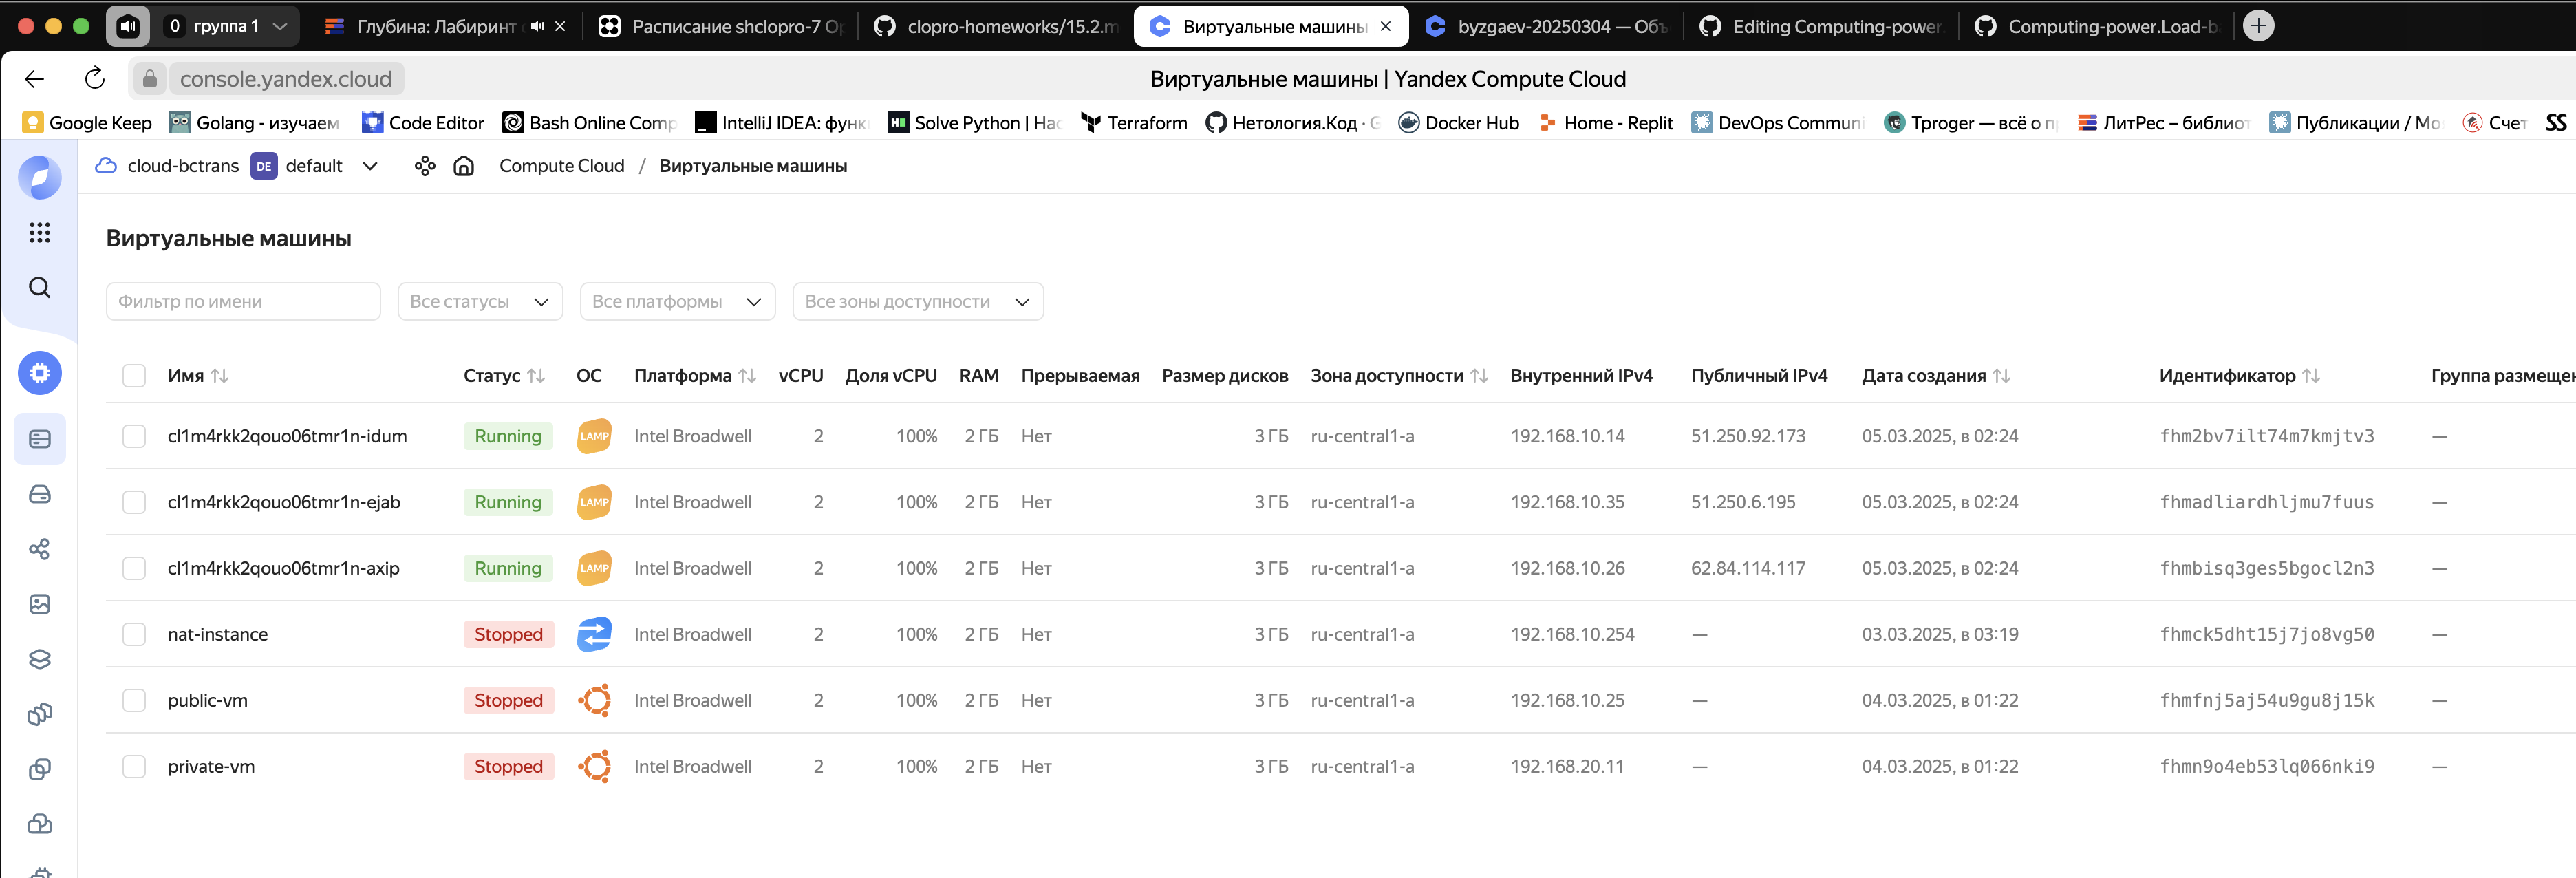 0 группа 1
Глубина: Лабиринт
Расписание shclopro-7
clopro-homeworks/15.2.m
Виртуальные машины
byzgaev-20250304 — Объ
Editing Computing-power.
Computing-power.Load-b
console.yandex.cloud
Виртуальные машины | Yandex Compute Cloud
Google Keep
Golang - изучаем
Code Editor
Bash Online Comp
IntelliJ IDEA: функ
Solve Python | Hac
Terraform
Нетология.Код · G
Docker Hub
Home - Replit
DevOps Communi
Tproger — всё о п
ЛитРес – библиот
Публикации / Мо
Счет
SS
cloud-bctrans DE default Compute Cloud / Виртуальные машины
Виртуальные машины
Фильтр по имени Все статусы Все платформы Все зоны доступности
Имя Статус ОС Платформа vCPU Доля vCPU RAM Прерываемая Размер дисков Зона доступности Внутренний IPv4 Публичный IPv4 Дата создания Идентификатор Группа размещен
cl1m4rkk2qouo06tmr1n-idum Running LAMP Intel Broadwell 2 100% 2 ГБ Нет 3 ГБ ru-central1-a 192.168.10.14 51.250.92.173 05.03.2025, в 02:24 fhm2bv7ilt74m7kmjtv3 —
cl1m4rkk2qouo06tmr1n-ejab Running LAMP Intel Broadwell 2 100% 2 ГБ Нет 3 ГБ ru-central1-a 192.168.10.35 51.250.6.195 05.03.2025, в 02:24 fhmadliardhljmu7fuus —
cl1m4rkk2qouo06tmr1n-axip Running LAMP Intel Broadwell 2 100% 2 ГБ Нет 3 ГБ ru-central1-a 192.168.10.26 62.84.114.117 05.03.2025, в 02:24 fhmbisq3ges5bgocl2n3 —
nat-instance Stopped Intel Broadwell 2 100% 2 ГБ Нет 3 ГБ ru-central1-a 192.168.10.254 — 03.03.2025, в 03:19 fhmck5dht15j7jo8vg50 —
public-vm Stopped Intel Broadwell 2 100% 2 ГБ Нет 3 ГБ ru-central1-a 192.168.10.25 — 04.03.2025, в 01:22 fhmfnj5aj54u9gu8j15k —
private-vm Stopped Intel Broadwell 2 100% 2 ГБ Нет 3 ГБ ru-central1-a 192.168.20.11 — 04.03.2025, в 01:22 fhmn9o4eb53lq066nki9 —